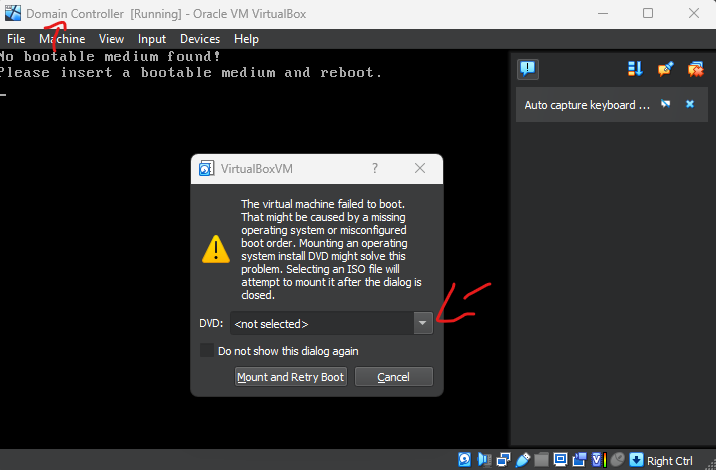 Domain Controller [Running] - Oracle VM VirtualBox
File Machine View Input Devices Help
No bootable medium found!
Please insert a bootable medium and reboot.
_
Auto capture keyboard ...
VirtualBoxVM
The virtual machine failed to boot.
That might be caused by a missing
operating system or misconfigured
boot order. Mounting an operating
system install DVD might solve this
problem. Selecting an ISO file will
attempt to mount it after the dialog is
closed.
DVD: <not selected>
Do not show this dialog again
Mount and Retry Boot Cancel
Right Ctrl